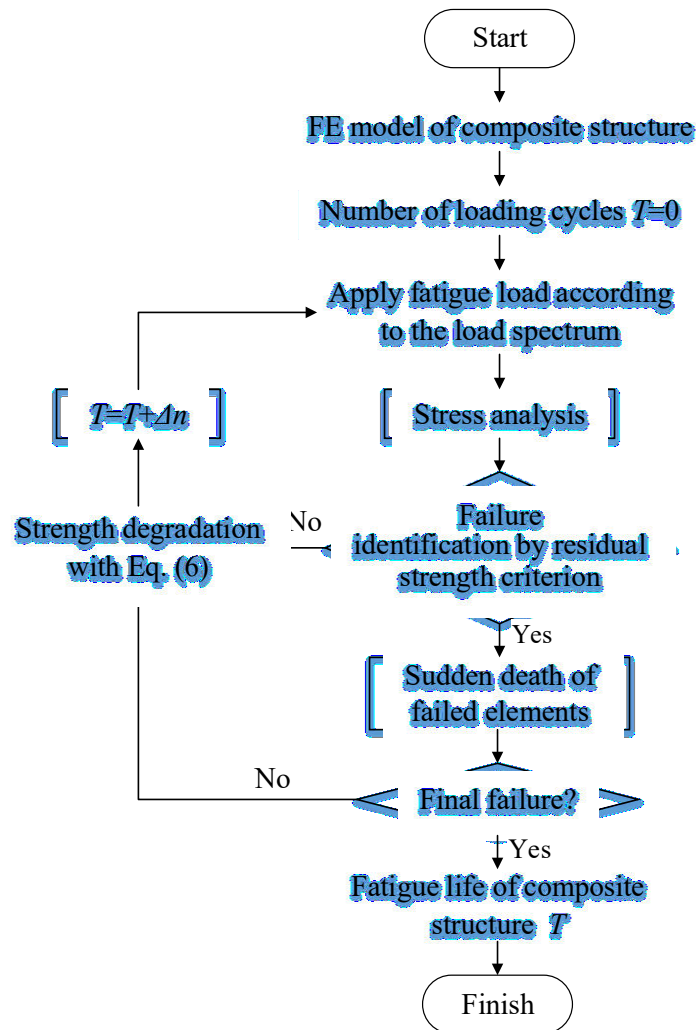 Start
FE model of composite structure
Number of loading cycles T=0
Apply fatigue load according
to the load spectrum
T=T+Δn
Stress analysis
Strength degradation
with Eq. (6)
No
Failure
identification by residual
strength criterion
Yes
Sudden death of
failed elements
No
Final failure?
Yes
Fatigue life of composite
structure T
Finish